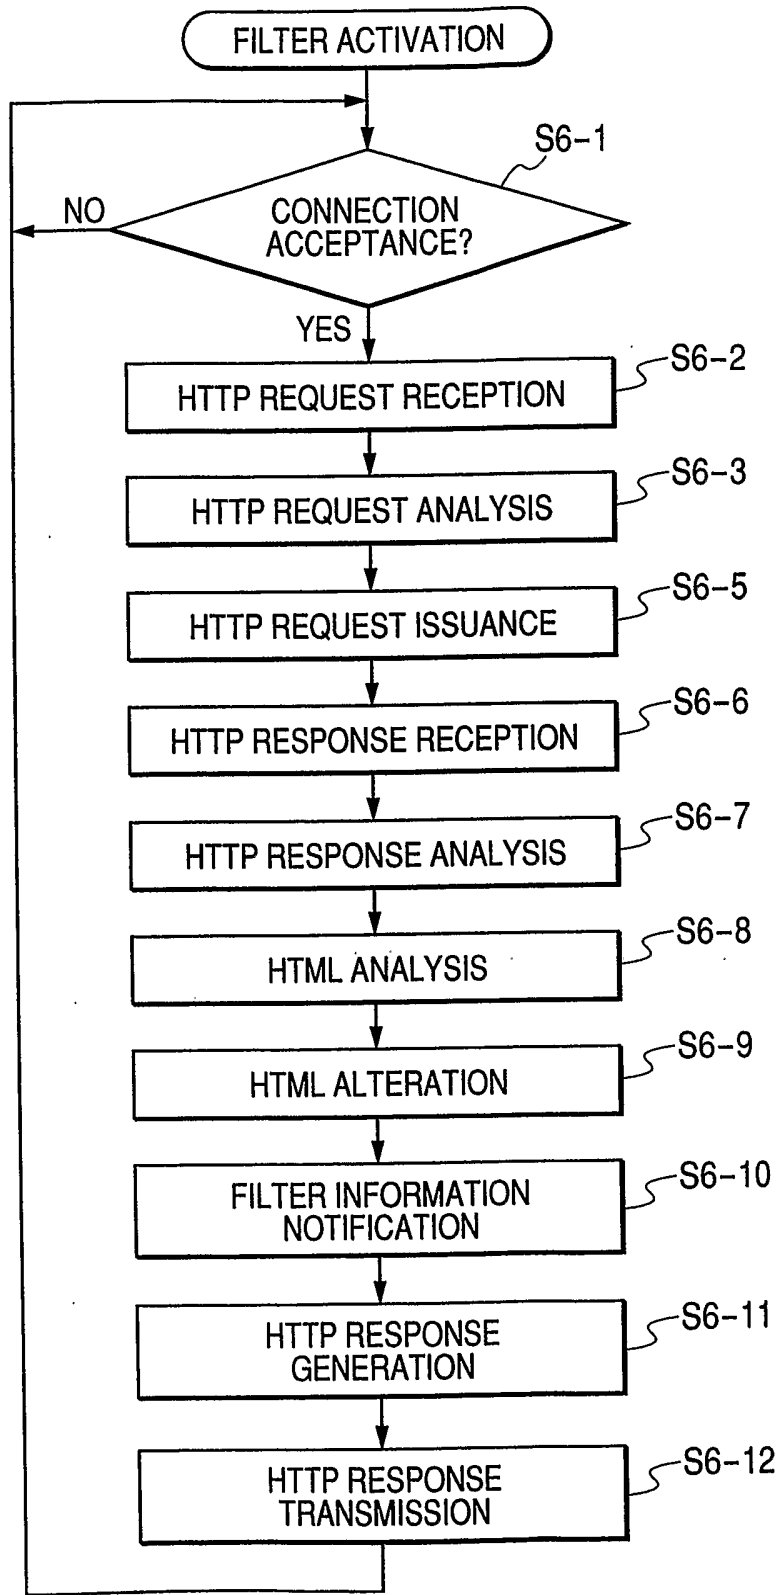 FILTER ACTIVATION
S6-1
NO
CONNECTION
ACCEPTANCE?
YES
S6-2
HTTP REQUEST RECEPTION
S6-3
HTTP REQUEST ANALYSIS
S6-5
HTTP REQUEST ISSUANCE
S6-6
HTTP RESPONSE RECEPTION
S6-7
HTTP RESPONSE ANALYSIS
S6-8
HTML ANALYSIS
S6-9
HTML ALTERATION
S6-10
FILTER INFORMATION
NOTIFICATION
S6-11
HTTP RESPONSE
GENERATION
S6-12
HTTP RESPONSE
TRANSMISSION